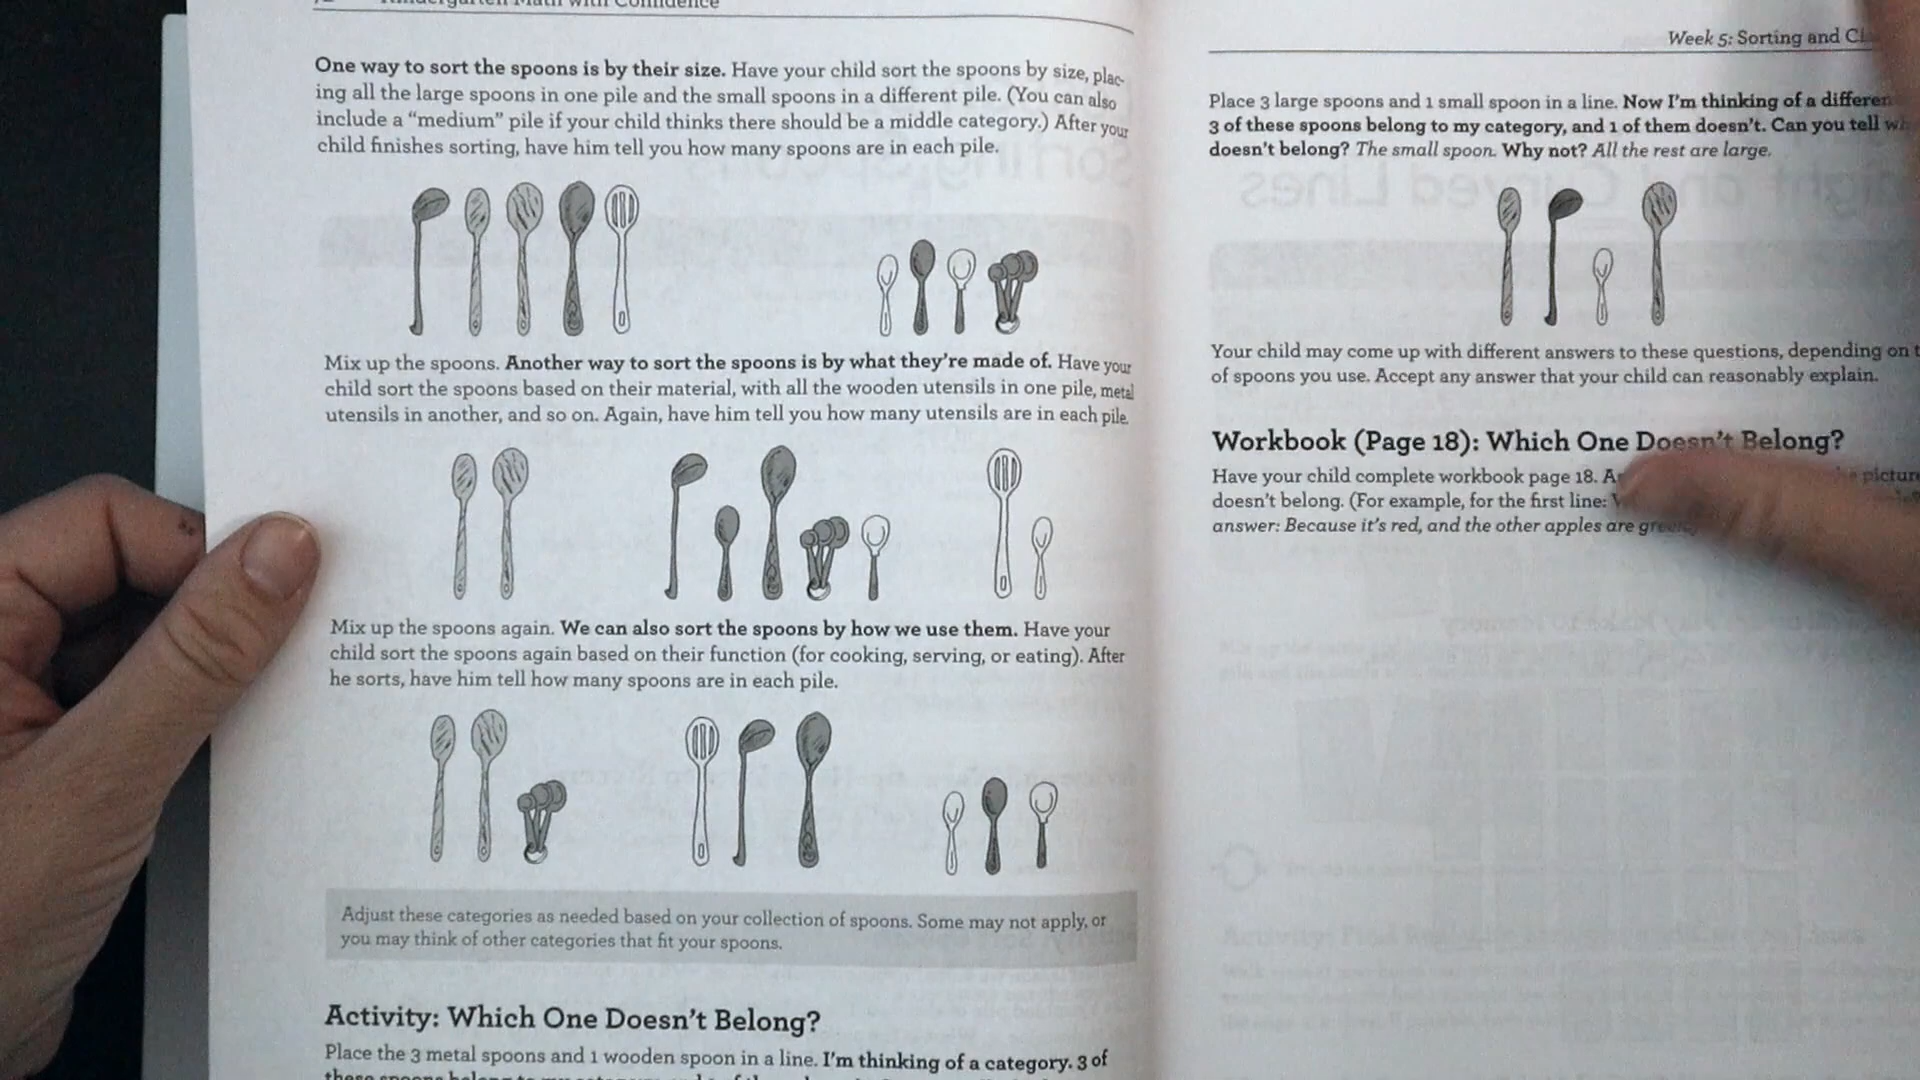 Kindergarten Math with Confidence
One way to sort the spoons is by their size. Have your child sort the spoons by size, plac-
ing all the large spoons in one pile and the small spoons in a different pile. (You can also
include a “medium” pile if your child thinks there should be a middle category.) After your
child finishes sorting, have him tell you how many spoons are in each pile.
Mix up the spoons. Another way to sort the spoons is by what they’re made of. Have your
child sort the spoons based on their material, with all the wooden utensils in one pile, metal
utensils in another, and so on. Again, have him tell you how many utensils are in each pile.
Mix up the spoons again. We can also sort the spoons by how we use them. Have your
child sort the spoons again based on their function (for cooking, serving, or eating). After
he sorts, have him tell how many spoons are in each pile.
Adjust these categories as needed based on your collection of spoons. Some may not apply, or
you may think of other categories that fit your spoons.
Activity: Which One Doesn’t Belong?
Place the 3 metal spoons and 1 wooden spoon in a line. I’m thinking of a category. 3 of
Week 5: Sorting and
Place 3 large spoons and 1 small spoon in a line. Now I’m thinking of a
3 of these spoons belong to my category, and 1 of them doesn’t. Can you tell
doesn’t belong? The small spoon. Why not? All the rest are large.
Your child may come up with different answers to these questions, depending on
of spoons you use. Accept any answer that your child can reasonably explain.
Workbook (Page 18): Which One Doesn’t Belong?
Have your child complete workbook page 18.
doesn’t belong. (For example, for the first line:
answer: Because it’s red, and the other apples are